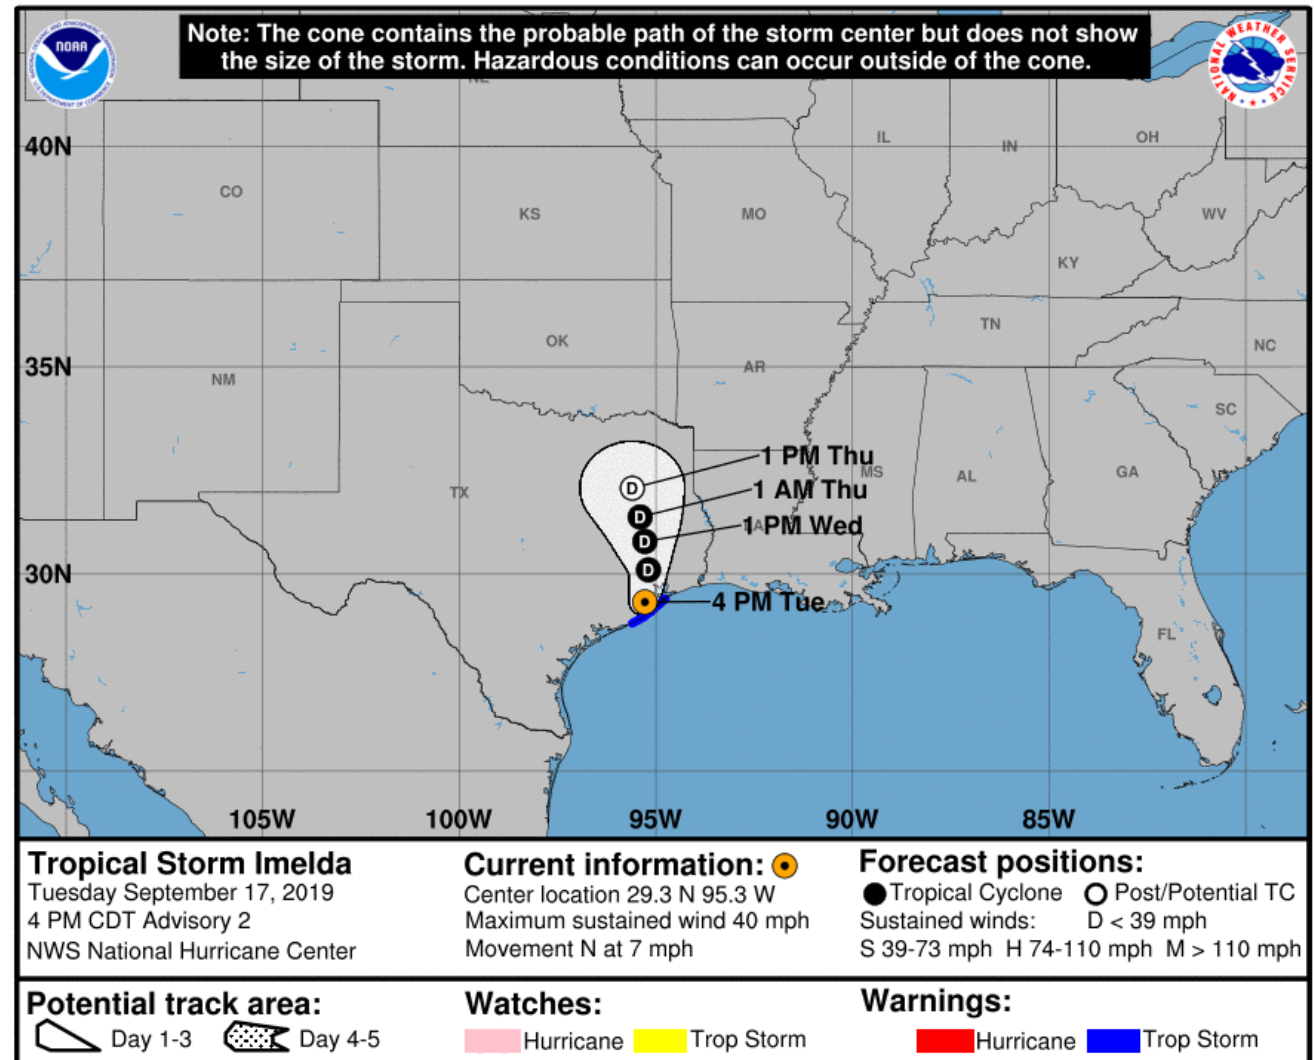 Note: The cone contains the probable path of the storm center but does not show
the size of the storm. Hazardous conditions can occur outside of the cone.
NOAA
NATIONAL WEATHER SERVICE
NE
40N
IL
IN
OH
CO
KS
MO
WV
KY
OK
TN
NC
35N
NM
AR
SC
1 PM Thu
MS
AL
GA
TX
D
1 AM Thu
D
1 PM Wed
D
30N
D
4 PM Tue
FL
105W
100W
95W
90W
85W
Tropical Storm Imelda
Tuesday September 17, 2019
4 PM CDT Advisory 2
NWS National Hurricane Center
Current information:
Center location 29.3 N 95.3 W
Maximum sustained wind 40 mph
Movement N at 7 mph
Forecast positions:
Tropical Cyclone Post/Potential TC
Sustained winds: D < 39 mph
S 39-73 mph H 74-110 mph M > 110 mph
Potential track area:
Day 1-3 Day 4-5
Watches:
Hurricane Trop Storm
Warnings:
Hurricane Trop Storm